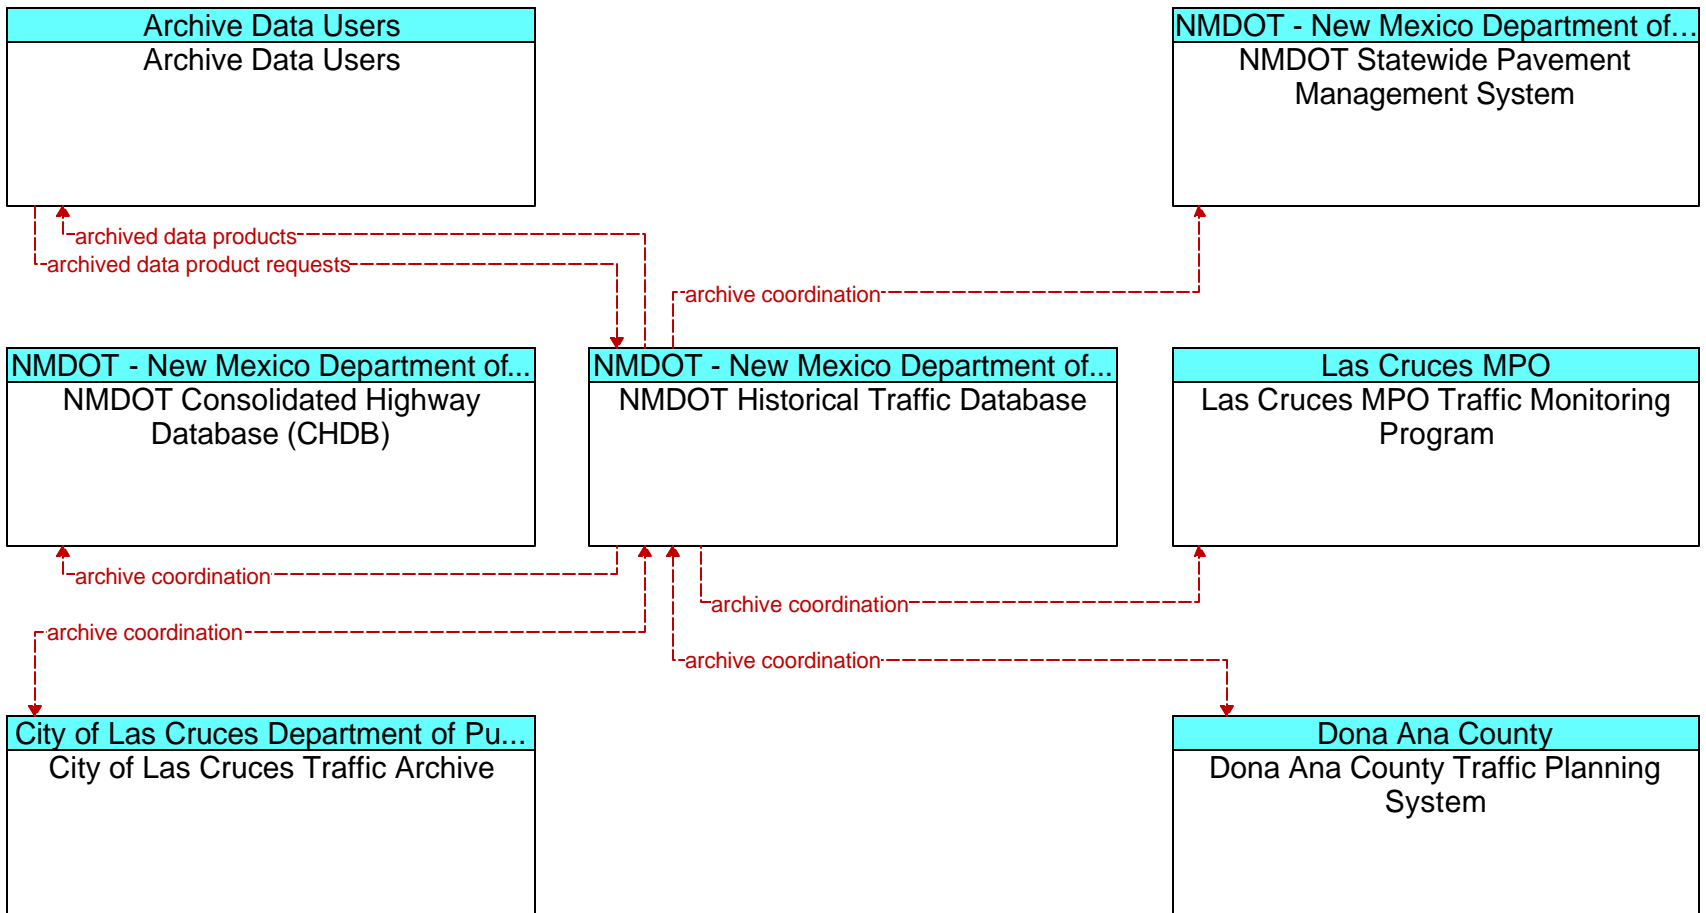 Archive Data Users
Archive Data Users
NMDOT - New Mexico Department of...
NMDOT Statewide Pavement
Management System
archived data products
archived data product requests
archive coordination
NMDOT - New Mexico Department of...
NMDOT Consolidated Highway
Database (CHDB)
NMDOT - New Mexico Department of...
NMDOT Historical Traffic Database
Las Cruces MPO
Las Cruces MPO Traffic Monitoring
Program
archive coordination
archive coordination
archive coordination
archive coordination
City of Las Cruces Department of Pu...
City of Las Cruces Traffic Archive
Dona Ana County
Dona Ana County Traffic Planning
System